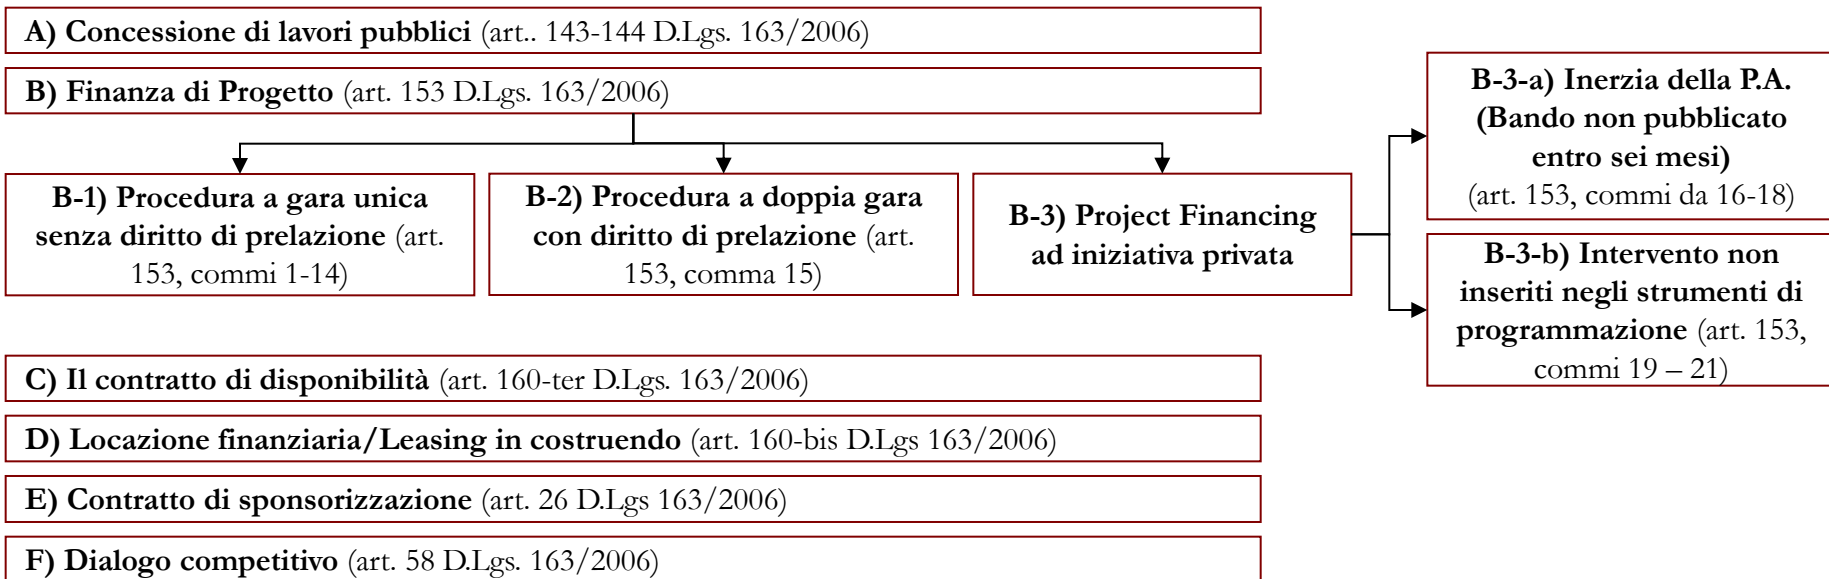 A) Concessione di lavori pubblici (art.. 143-144 D.Lgs. 163/2006)
B) Finanza di Progetto (art. 153 D.Lgs. 163/2006)
B-1) Procedura a gara unica
senza diritto di prelazione (art.
153, commi 1-14)
B-2) Procedura a doppia gara
con diritto di prelazione (art.
153, comma 15)
B-3) Project Financing
ad iniziativa privata
B-3-a) Inerzia della P.A.
(Bando non pubblicato
entro sei mesi)
(art. 153, commi da 16-18)
B-3-b) Intervento non
inseriti negli strumenti di
programmazione (art. 153,
commi 19 – 21)
C) Il contratto di disponibilità (art. 160-ter D.Lgs. 163/2006)
D) Locazione finanziaria/Leasing in costruendo (art. 160-bis D.Lgs 163/2006)
E) Contratto di sponsorizzazione (art. 26 D.Lgs 163/2006)
F) Dialogo competitivo (art. 58 D.Lgs. 163/2006)